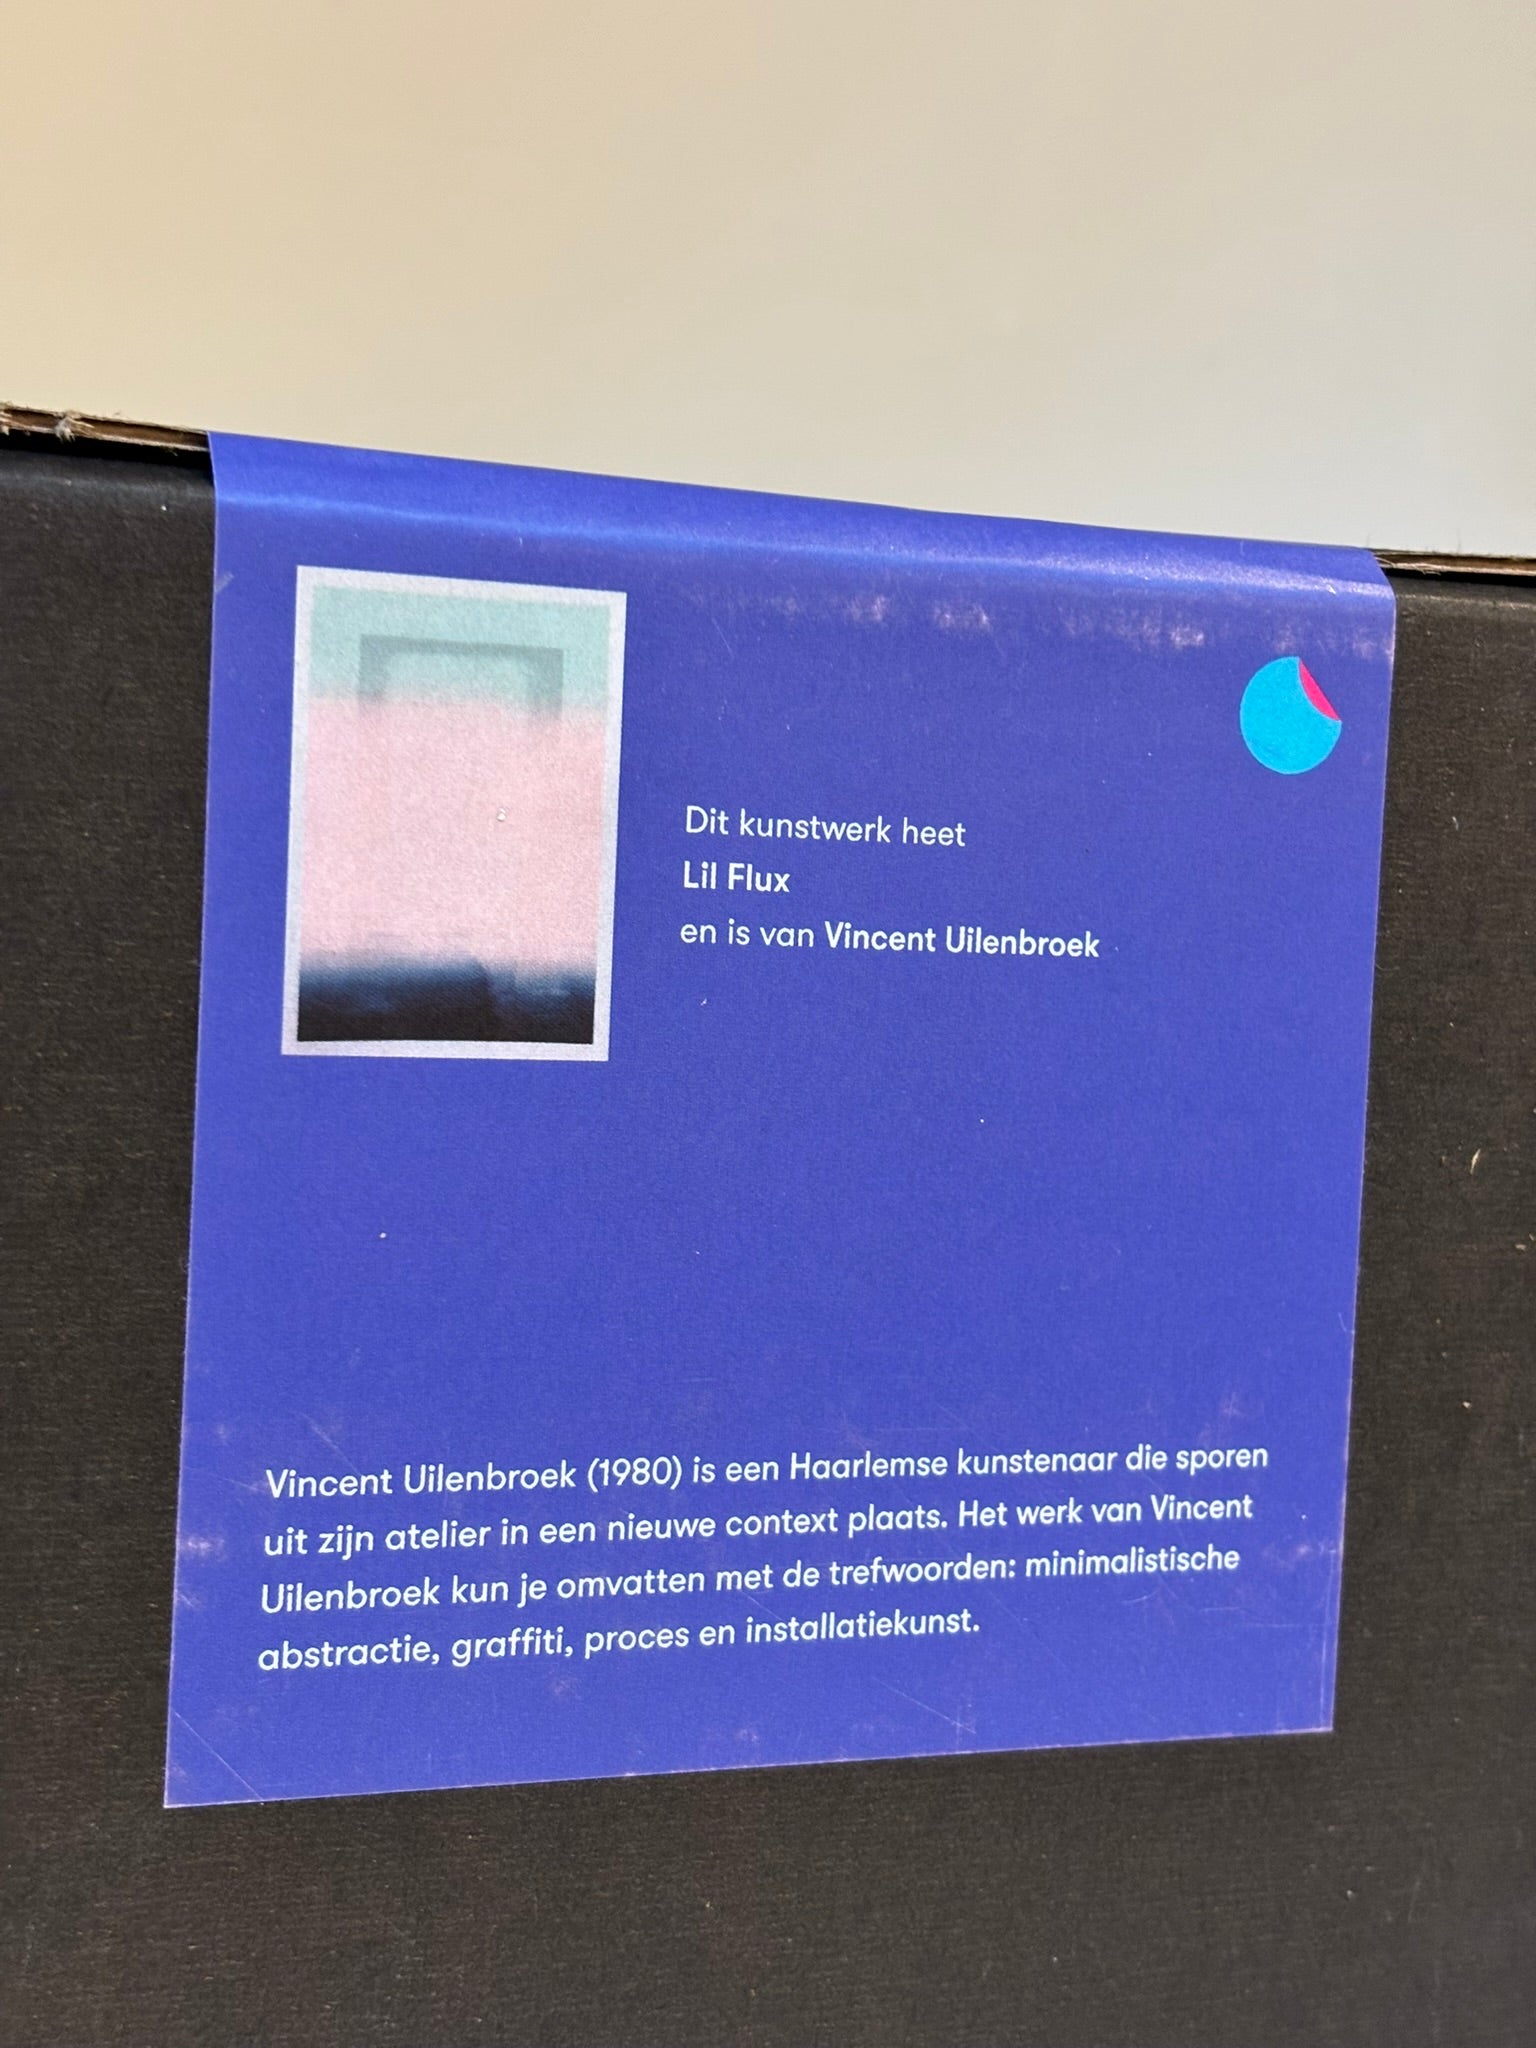 Dit kunstwerk heet
Lil Flux
en is van Vincent Uilenbroek
Vincent Uilenbroek (1980) is een Haarlemse kunstenaar die sporen
uit zijn atelier in een nieuwe context plaats. Het werk van Vincent
Uilenbroek kun je omvatten met de trefwoorden: minimalistische
abstractie, graffiti, proces en installatiekunst.